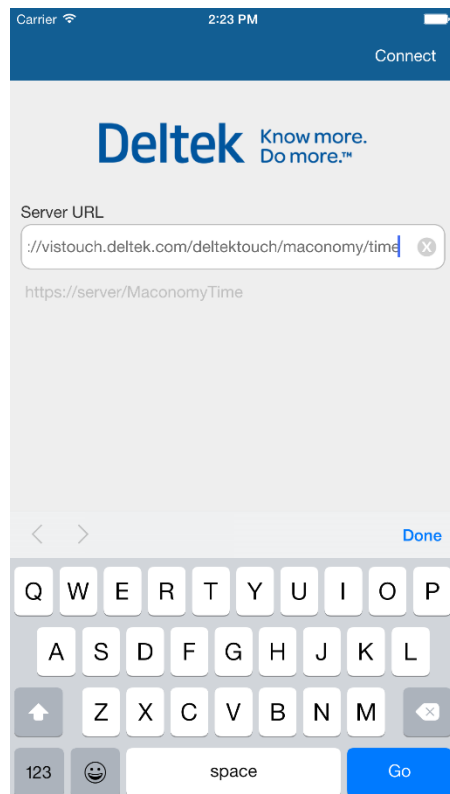 Carrier 2:23 PM
Connect
Deltek Know more.
Do more.™
Server URL
://vistouch.deltek.com/deltektouch/maconomy/time
https://server/MaconomyTime
Done
Q W E R T Y U I O P
A S D F G H J K L
Z X C V B N M
123 space Go